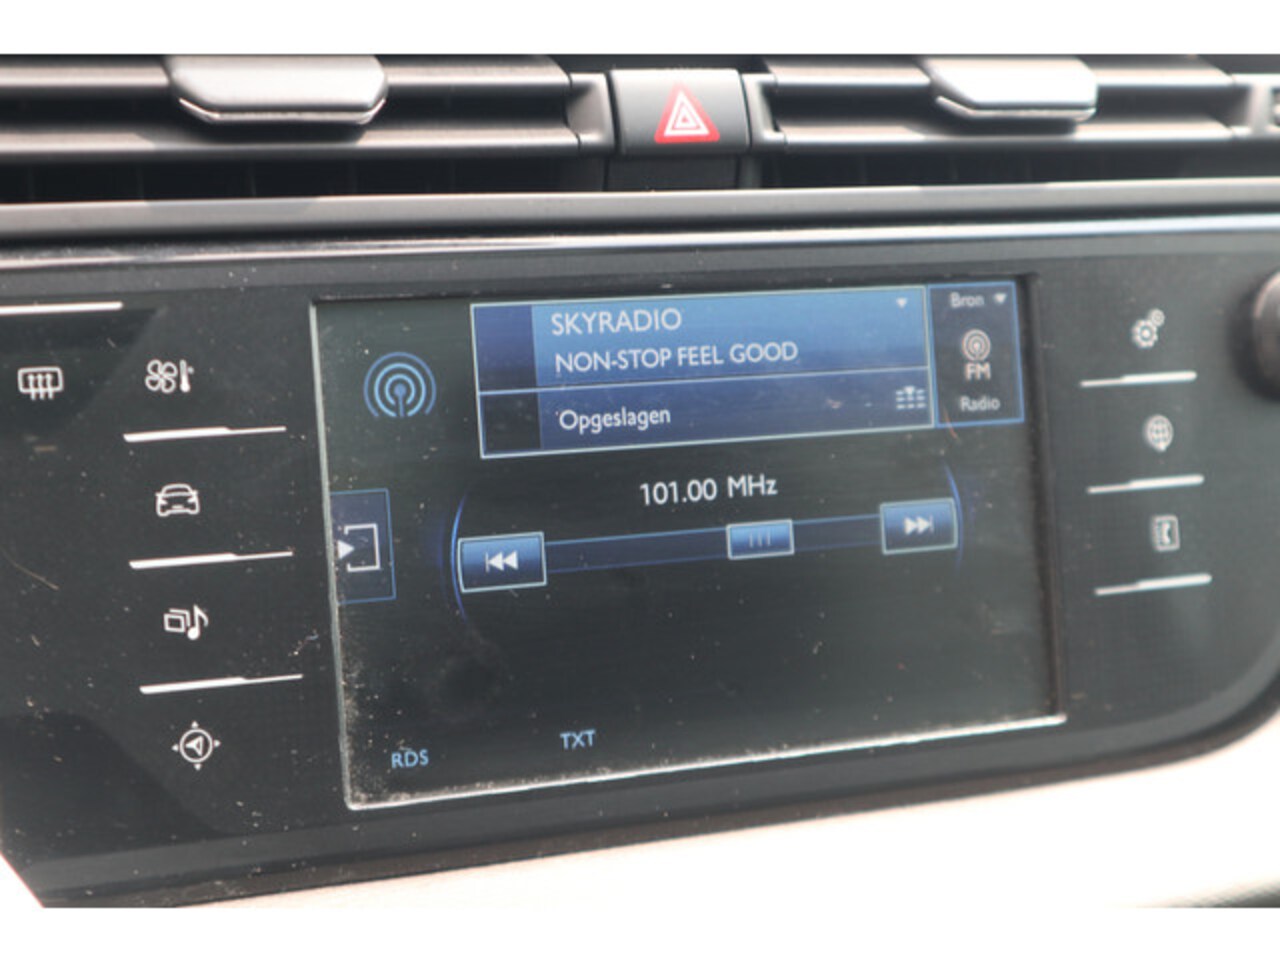 SKYRADIO
NON-STOP FEEL GOOD
Opgeslagen
Bron
FM
Radio
101.00 MHz
RDS
TXT